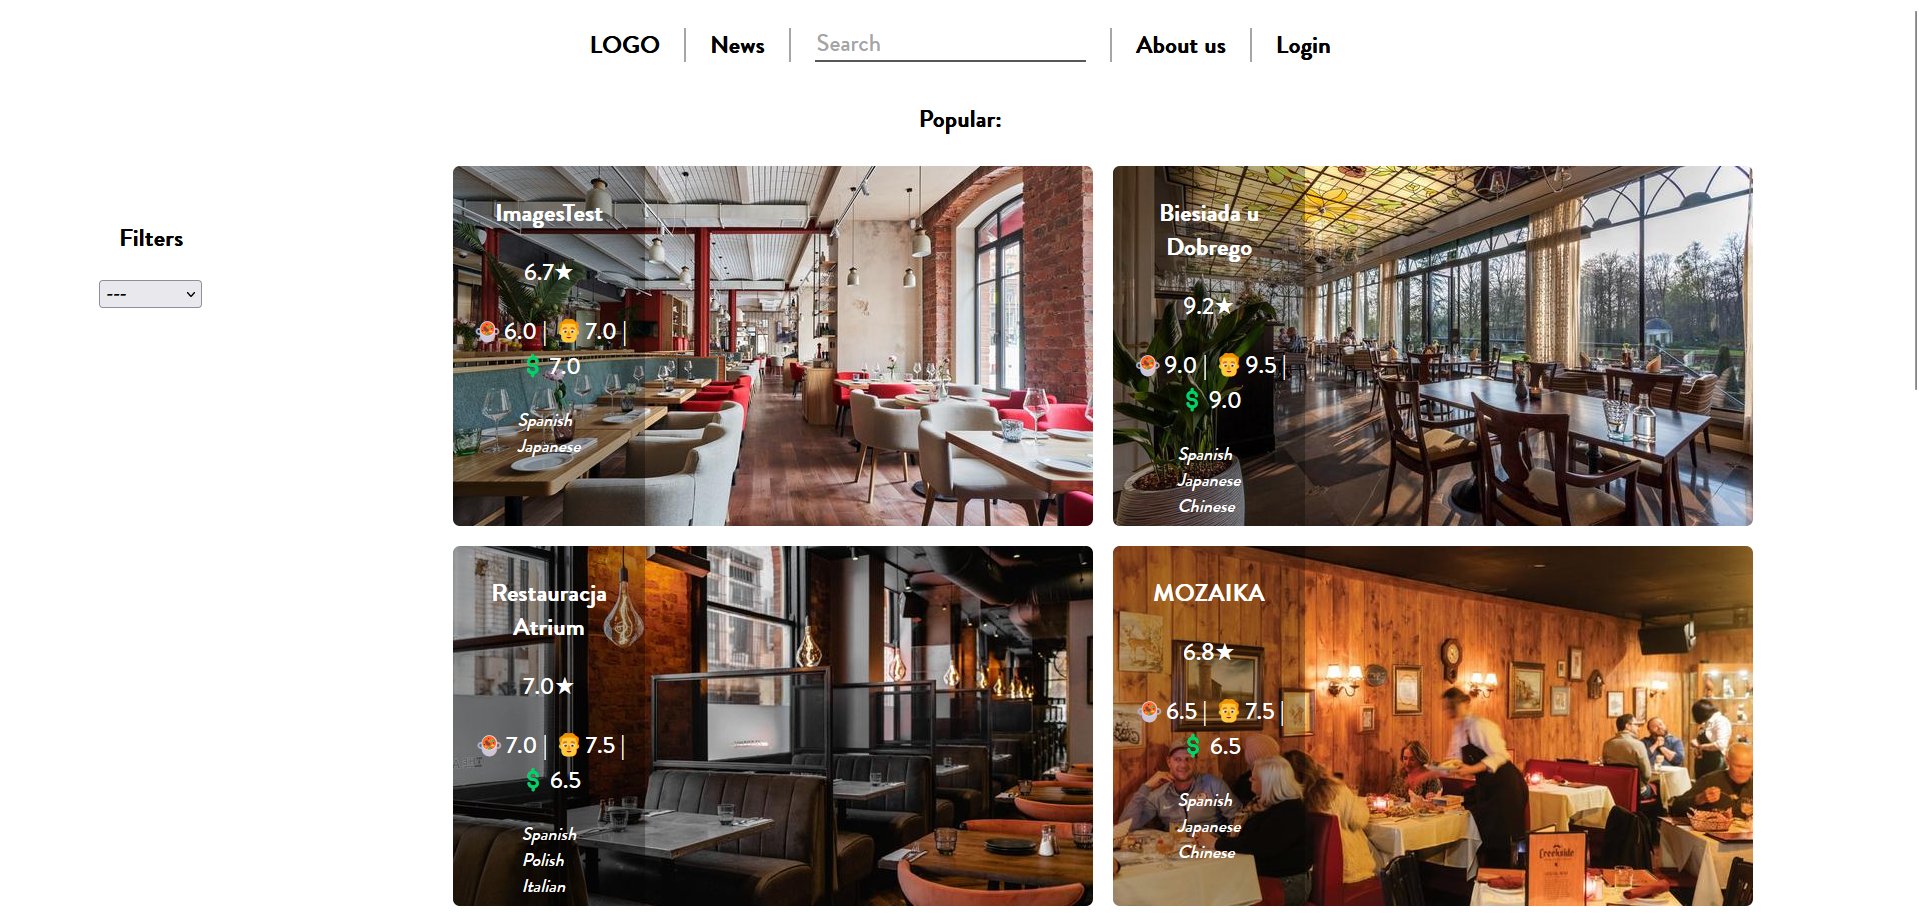 LOGO
News
Search
About us
Login
Popular:
Filters
---
ImagesTest
6.7★
6.0 | 7.0 |
7.0
Spanish
Japanese
Biesiada u
Dobrego
9.2★
9.0 | 9.5 |
9.0
Spanish
Japanese
Chinese
Restauracja
Atrium
7.0★
7.0 | 7.5 |
6.5
Spanish
Polish
Italian
MOZAIKA
6.8★
6.5 | 7.5 |
6.5
Spanish
Japanese
Chinese
Creekside